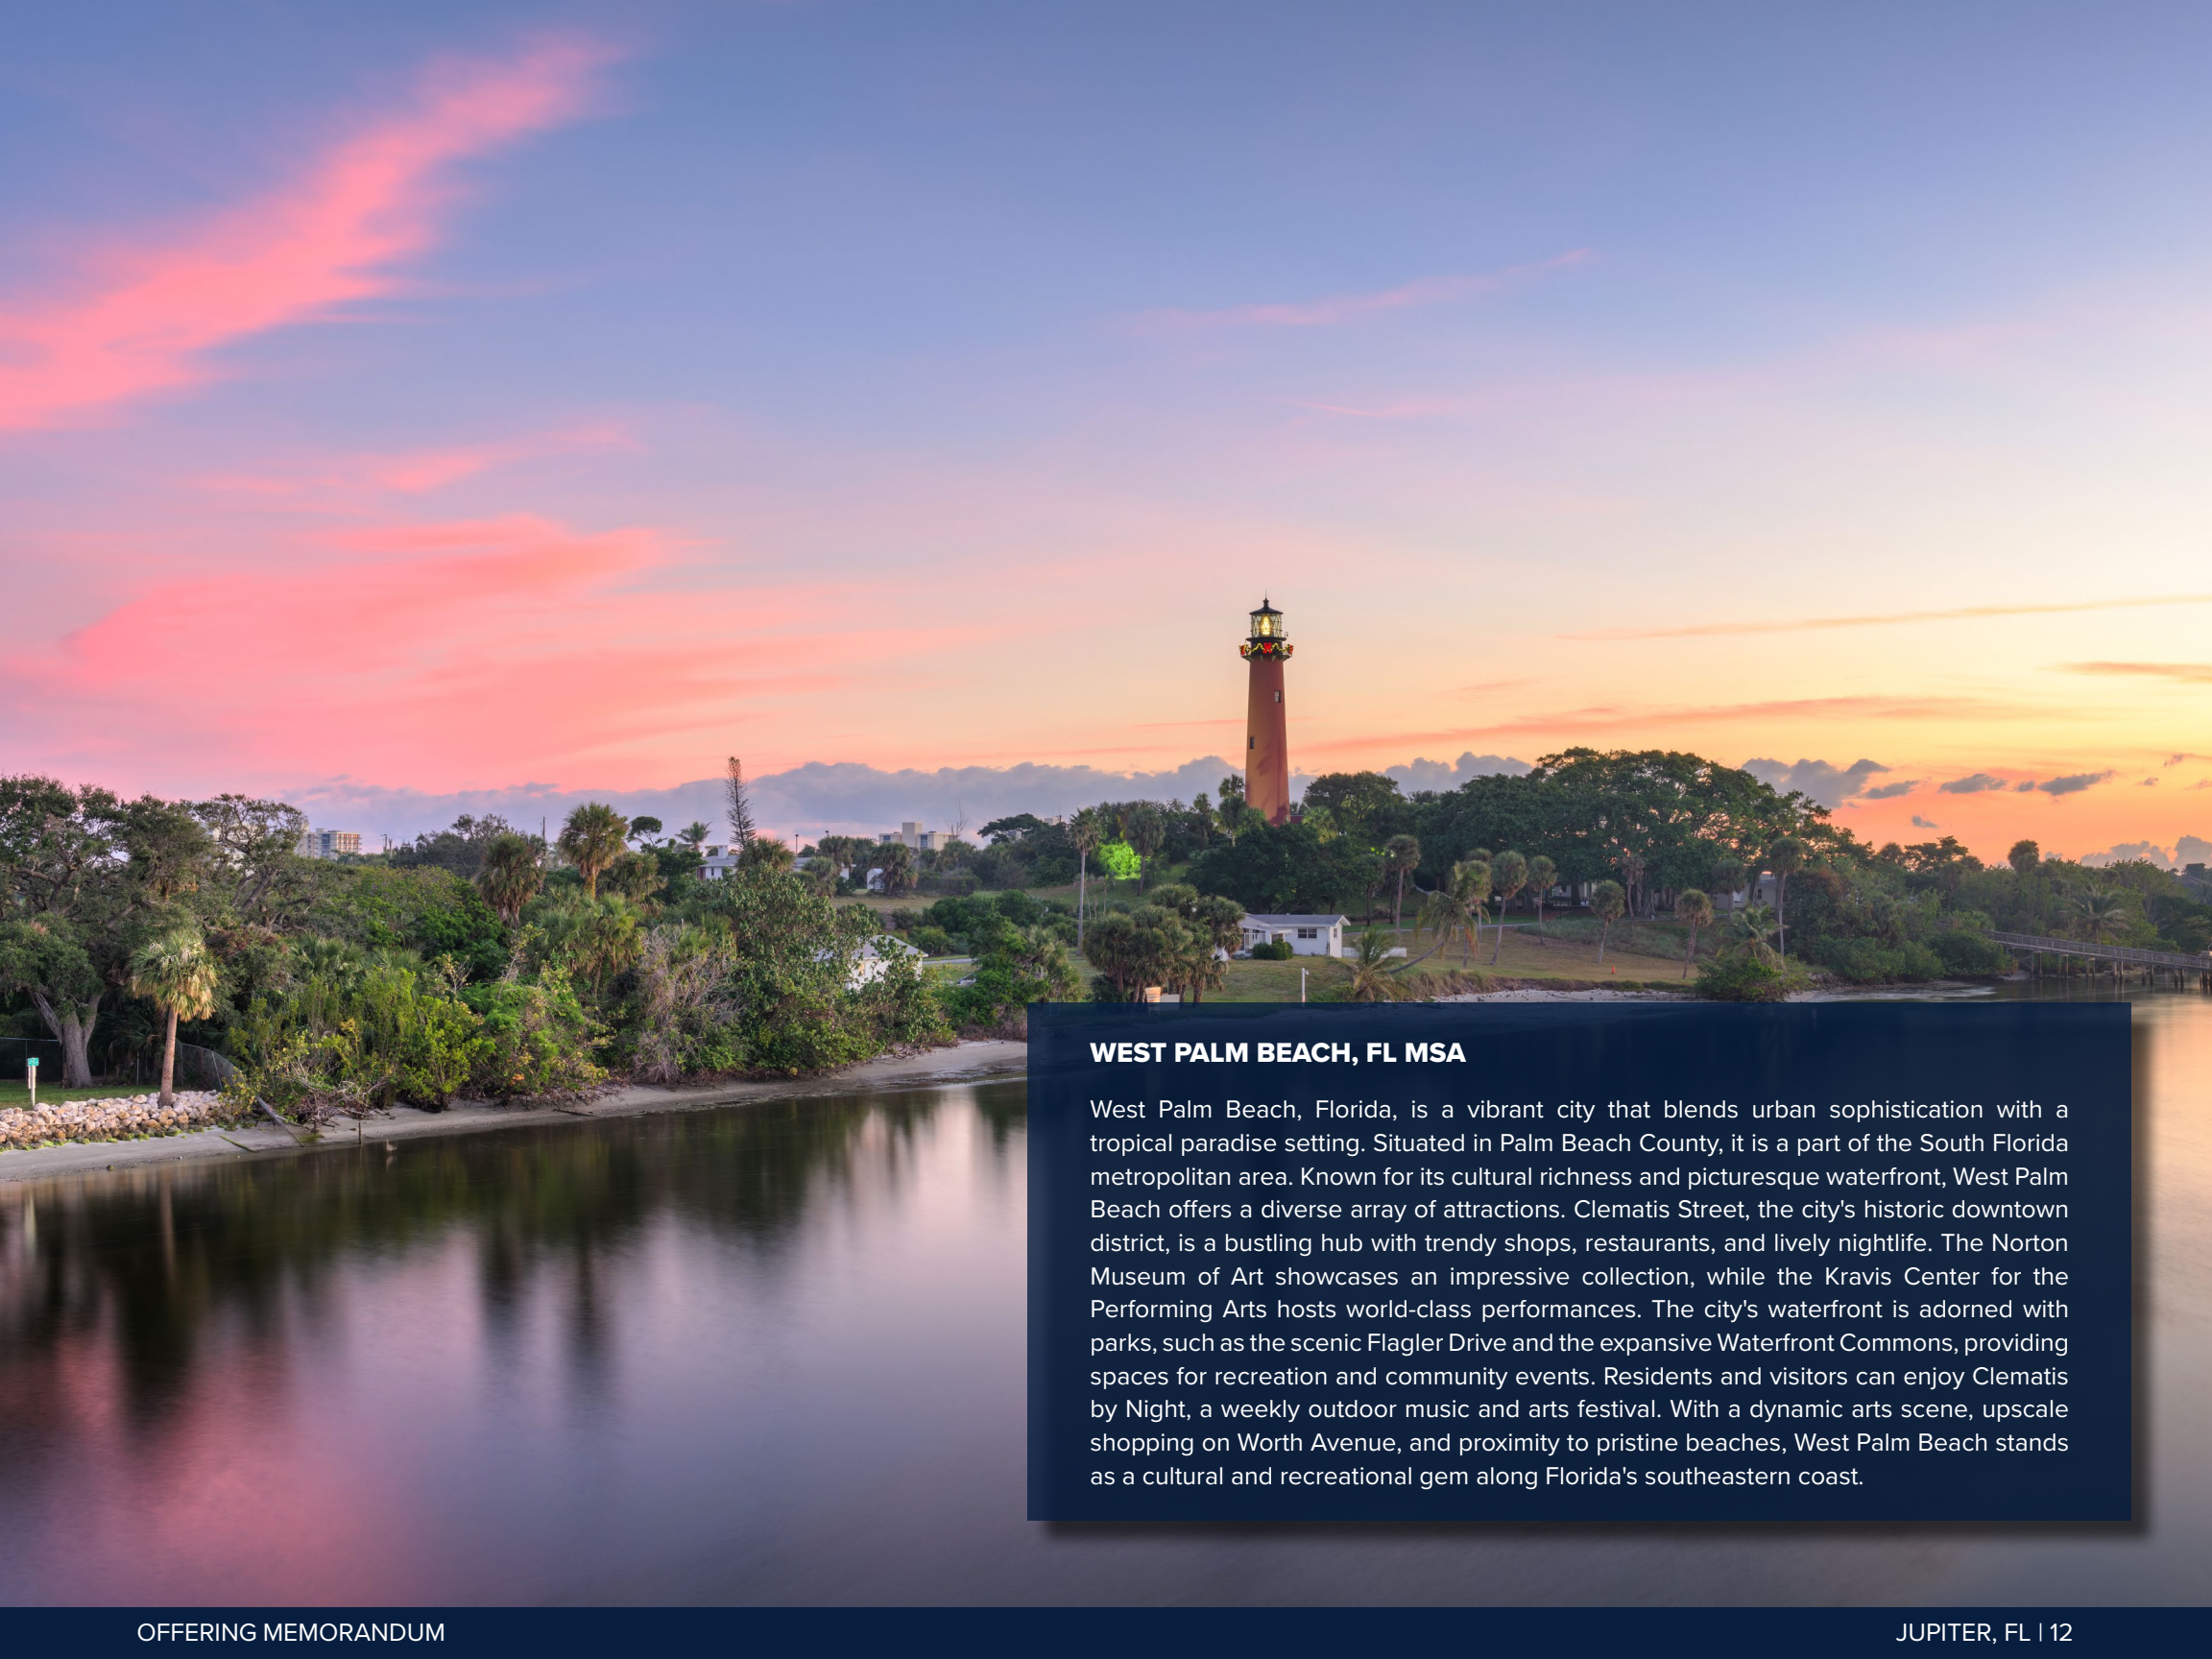 WEST PALM BEACH, FL MSA
West Palm Beach, Florida, is a vibrant city that blends urban sophistication with a
tropical paradise setting. Situated in Palm Beach County, it is a part of the South Florida
metropolitan area. Known for its cultural richness and picturesque waterfront, West Palm
Beach offers a diverse array of attractions. Clematis Street, the city's historic downtown
district, is a bustling hub with trendy shops, restaurants, and lively nightlife. The Norton
Museum of Art showcases an impressive collection, while the Kravis Center for the
Performing Arts hosts world-class performances. The city's waterfront is adorned with
parks, such as the scenic Flagler Drive and the expansive Waterfront Commons, providing
spaces for recreation and community events. Residents and visitors can enjoy Clematis
by Night, a weekly outdoor music and arts festival. With a dynamic arts scene, upscale
shopping on Worth Avenue, and proximity to pristine beaches, West Palm Beach stands
as a cultural and recreational gem along Florida's southeastern coast.
OFFERING MEMORANDUM
JUPITER, FL | 12